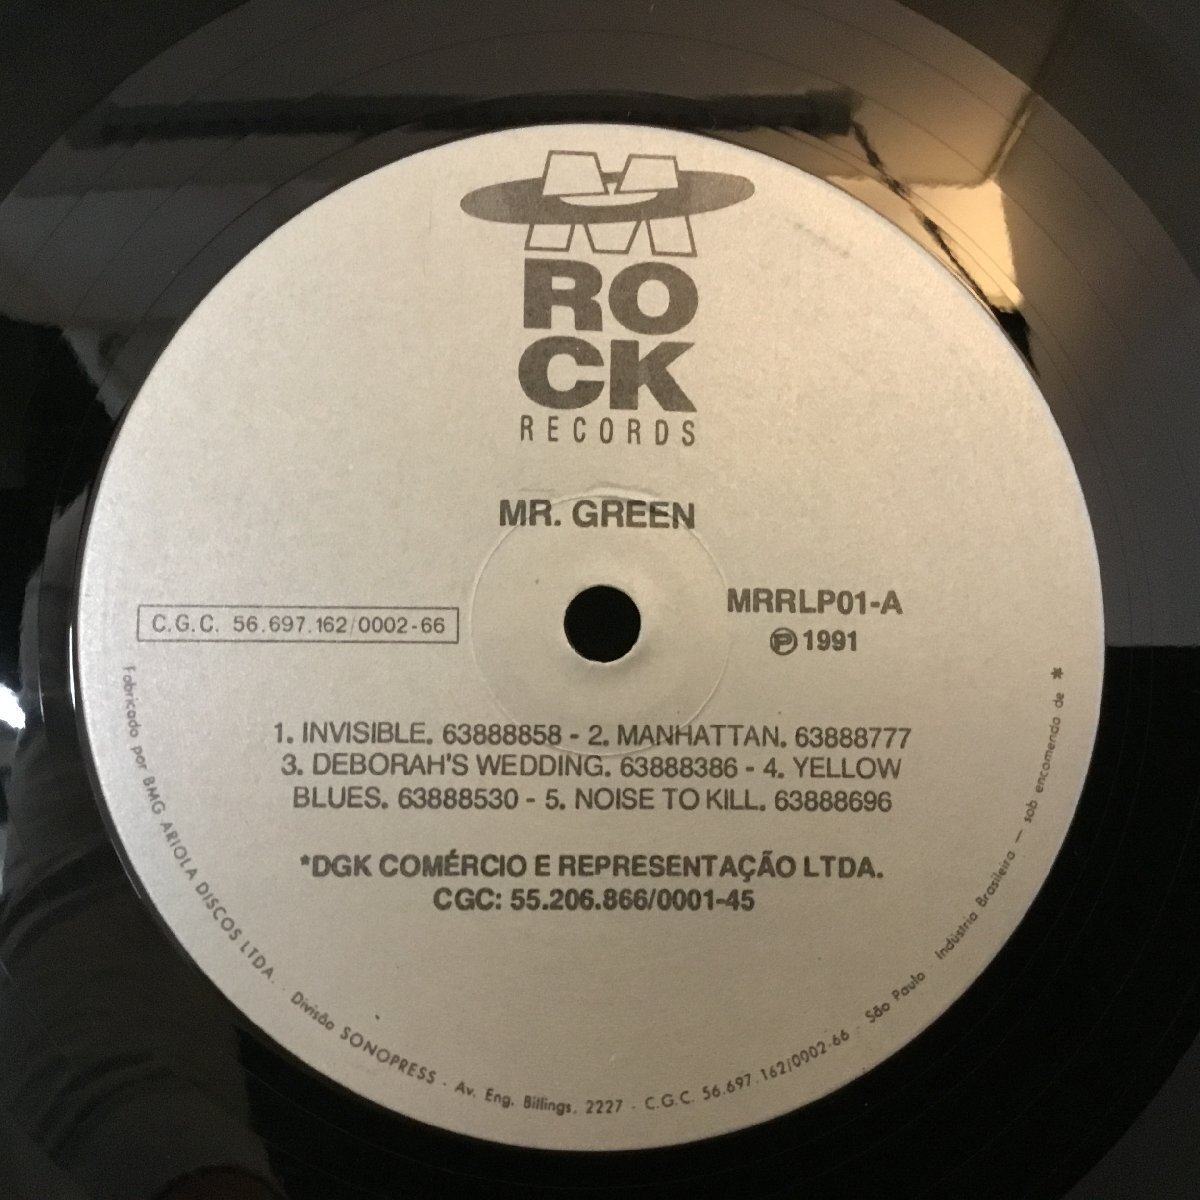 M
RO
CK
RECORDS
MR. GREEN
C.G.C. 56.697.162/0002-66
MRRLP01-A
Ⓟ 1991
1. INVISIBLE. 63888858 - 2. MANHATTAN. 63888777
3. DEBORAH'S WEDDING. 63888386 - 4. YELLOW
BLUES. 63888530 - 5. NOISE TO KILL. 63888696
*DGK COMÉRCIO E REPRESENTAÇÃO LTDA.
CGC: 55.206.866/0001-45
Fabricado por BMG ARIOLA DISCOS LTDA. . Divisão SONOPRESS . Av. Eng. Billings, 2227 - C.G.C. 56.697.162/0002-66 - São Paulo Indústria Brasileira — sob encomenda de *